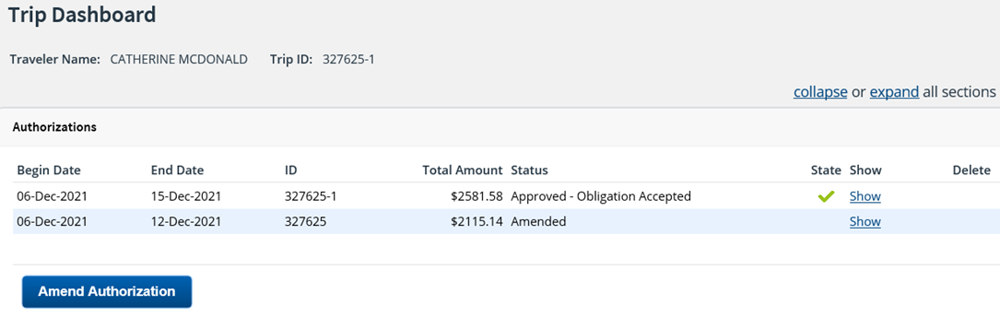 Trip Dashboard
Traveler Name: CATHERINE MCDONALD Trip ID: 327625-1
collapse or expand all sections
Authorizations
Begin Date End Date ID Total Amount Status State Show Delete
06-Dec-2021 15-Dec-2021 327625-1 $2581.58 Approved - Obligation Accepted Show
06-Dec-2021 12-Dec-2021 327625 $2115.14 Amended Show
Amend Authorization